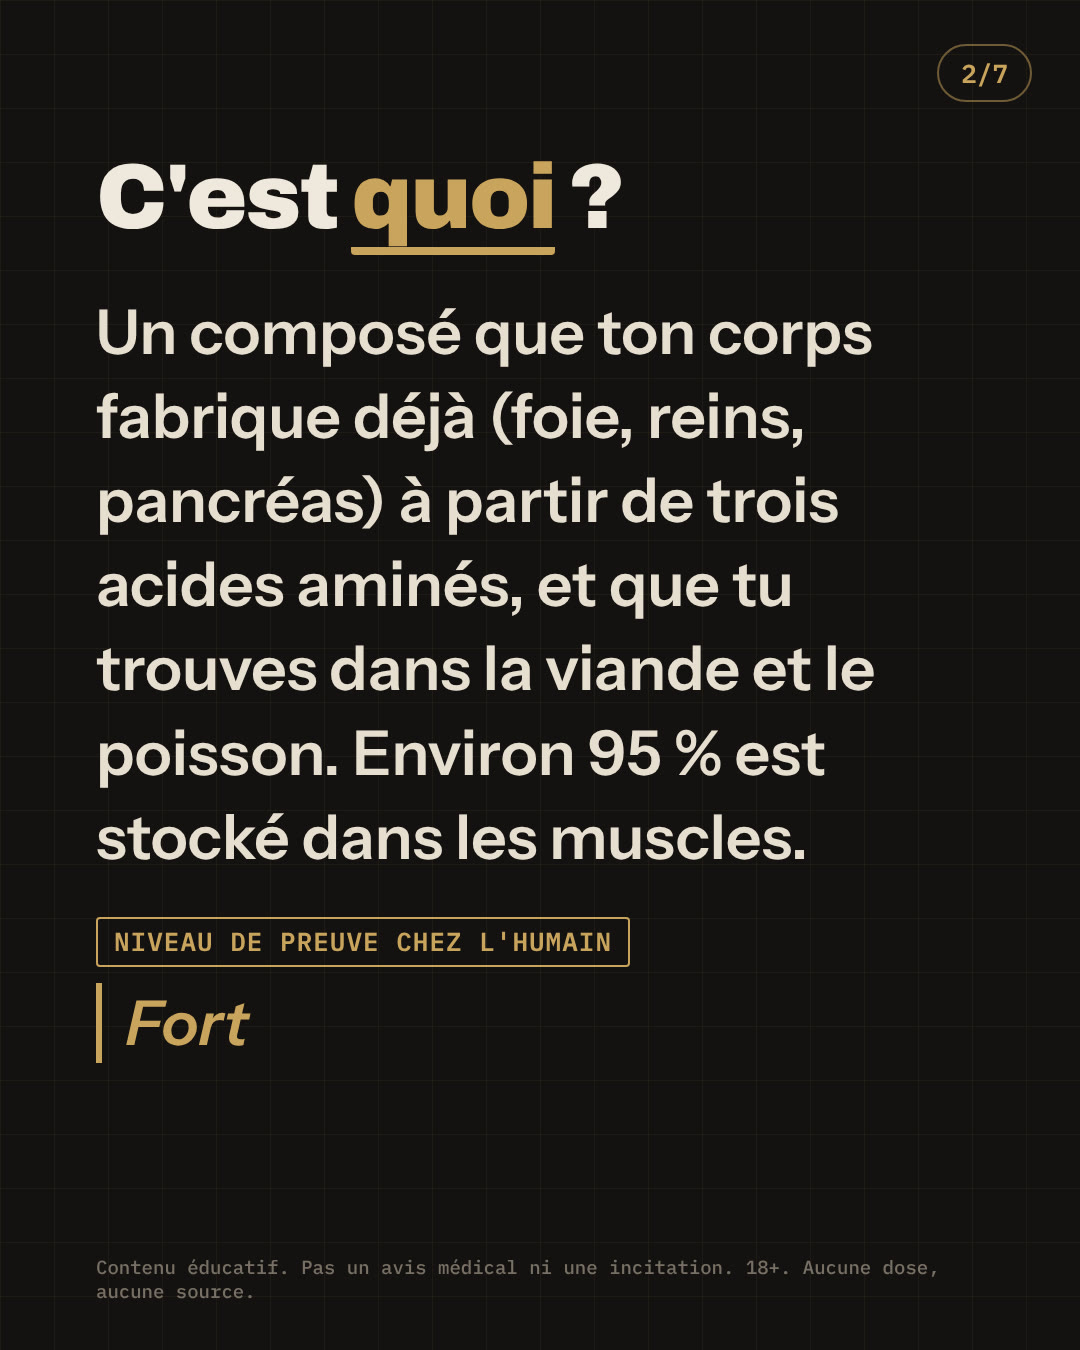 2/7
C'est quoi ?
Un composé que ton corps
fabrique déjà (foie, reins,
pancréas) à partir de trois
acides aminés, et que tu
trouves dans la viande et le
poisson. Environ 95 % est
stocké dans les muscles.
NIVEAU DE PREUVE CHEZ L'HUMAIN
Fort
Contenu éducatif. Pas un avis médical ni une incitation. 18+. Aucune dose,
aucune source.